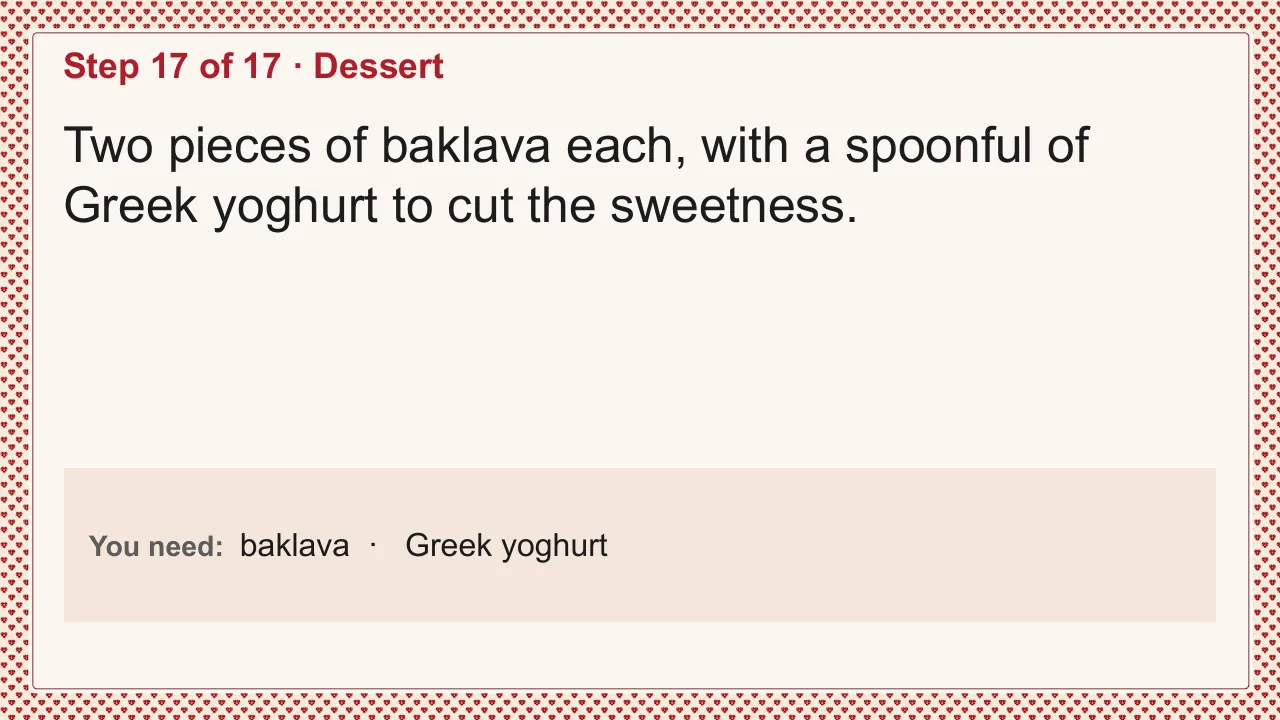 Step 17 of 17 · Dessert
Two pieces of baklava each, with a spoonful of
Greek yoghurt to cut the sweetness.
You need: baklava · Greek yoghurt